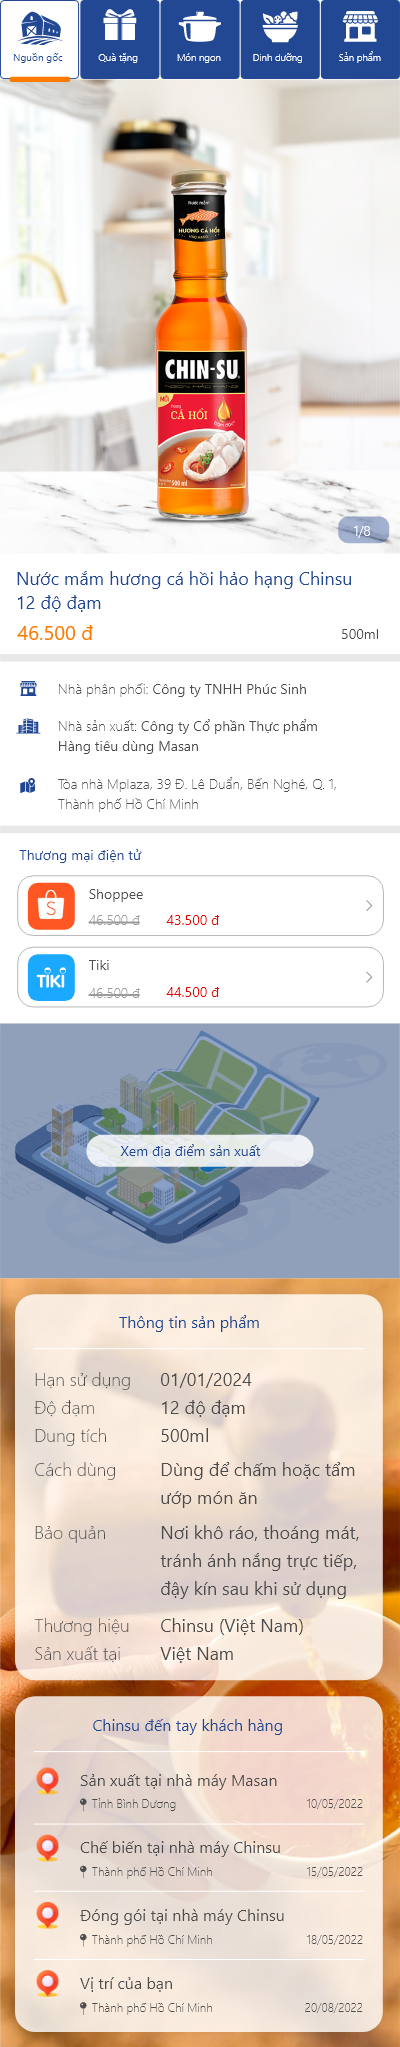 Nguồn gốc
Quà tặng
Món ngon
Dinh dưỡng
Sản phẩm
Nước mắm
HƯƠNG CÁ HỒI
HẢO HẠNG
CHIN-SU
MỚI
Hương
CÁ HỒI
500 ml
1/8
Nước mắm hương cá hồi hảo hạng Chinsu
12 độ đạm
46.500 đ
500ml
Nhà phân phối: Công ty TNHH Phúc Sinh
Nhà sản xuất: Công ty Cổ phần Thực phẩm
Hàng tiêu dùng Masan
Tòa nhà Mplaza, 39 Đ. Lê Duẩn, Bến Nghé, Q. 1,
Thành phố Hồ Chí Minh
Thương mại điện tử
Shoppee
46.500 đ 43.500 đ
TIKI
Tiki
46.500 đ 44.500 đ
Xem địa điểm sản xuất
Thông tin sản phẩm
Hạn sử dụng 01/01/2024
Độ đạm 12 độ đạm
Dung tích 500ml
Cách dùng Dùng để chấm hoặc tẩm
ướp món ăn
Bảo quản Nơi khô ráo, thoáng mát,
tránh ánh nắng trực tiếp,
đậy kín sau khi sử dụng
Thương hiệu Chinsu (Việt Nam)
Sản xuất tại Việt Nam
Chinsu đến tay khách hàng
Sản xuất tại nhà máy Masan
Tỉnh Bình Dương 10/05/2022
Chế biến tại nhà máy Chinsu
Thành phố Hồ Chí Minh 15/05/2022
Đóng gói tại nhà máy Chinsu
Thành phố Hồ Chí Minh 18/05/2022
Vị trí của bạn
Thành phố Hồ Chí Minh 20/08/2022